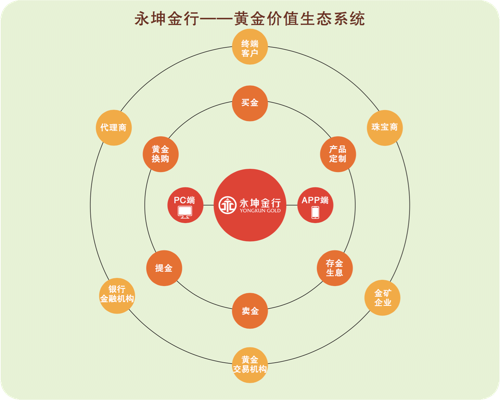 永坤金行——黄金价值生态系统
终端
客户
代理商
珠宝商
买金
黄金
换购
产品
定制
PC端
永坤金行
YONGKUN GOLD
APP端
提金
存金
生息
卖金
银行
金融机构
金矿
企业
黄金
交易机构